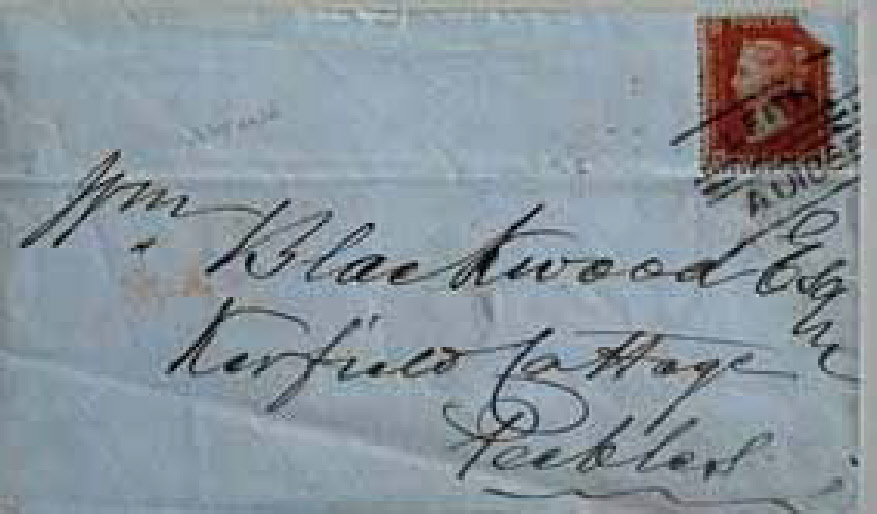 Wm Blackwood Esqr
Kerfield Cottage
Peebles